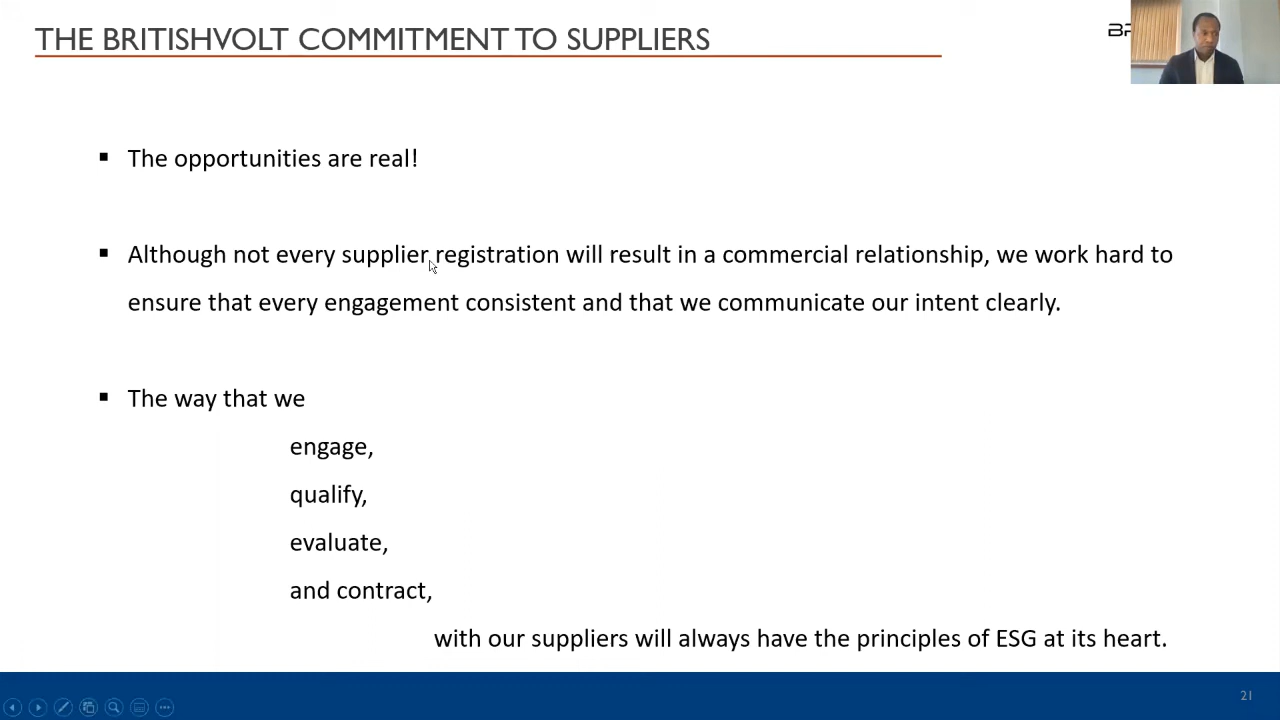 THE BRITISHVOLT COMMITMENT TO SUPPLIERS
The opportunities are real!
Although not every supplier registration will result in a commercial relationship, we work hard to
ensure that every engagement consistent and that we communicate our intent clearly.
The way that we
engage,
qualify,
evaluate,
and contract,
with our suppliers will always have the principles of ESG at its heart.
21